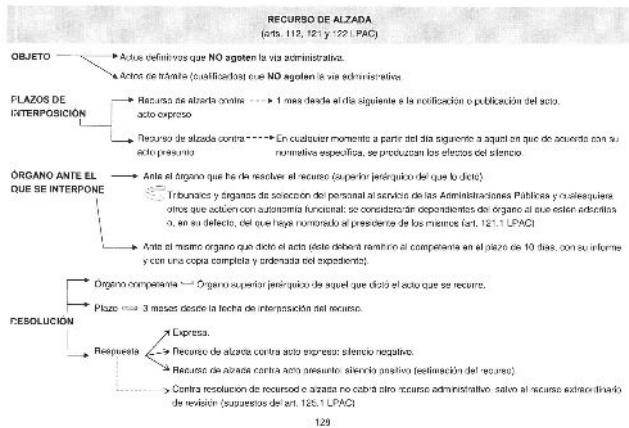 RECURSO DE ALZADA
(arts. 112, 121 y 122 LPAC)
OBJETO
Actos definitivos que NO agoten la vía administrativa.
Actos de trámite (cualificados) que NO agoten la vía administrativa.
PLAZOS DE
INTERPOSICIÓN
Recurso de alzada contra
acto expreso
1 mes desde el día siguiente a la notificación o publicación del acto.
Recurso de alzada contra
acto presunto
En cualquier momento a partir del día siguiente a aquel en que de acuerdo con su
normativa específica, se produzcan los efectos del silencio.
ÓRGANO ANTE EL
QUE SE INTERPONE
Ante el órgano que ha de resolver el recurso (superior jerárquico del que lo dictó)
Tribunales y órganos de selección del personal al servicio de las Administraciones Públicas y cualesquiera
otros que actúen con autonomía funcional: se considerarán dependientes del órgano al que estén adscritos
o, en su defecto, del que haya nombrado al presidente de los mismos (art. 121.1 LPAC)
Ante el mismo órgano que dictó el acto (éste deberá remitirlo al competente en el plazo de 10 días, con su informe
y con una copia completa y ordenada del expediente).
RESOLUCIÓN
Órgano competente
Órgano superior jerárquico de aquel que dictó el acto que se recurre.
Plazo
3 meses desde la fecha de interposición del recurso.
Respuesta
Expresa.
Recurso de alzada contra acto expreso: silencio negativo.
Recurso de alzada contra acto presunto: silencio positivo (estimación del recurso)
Contra resolución de recursod e alzada no cabrá otro recurso administrativo, salvo el recurso extraordinario
de revisión (supuestos del art. 125.1 LPAC)
129